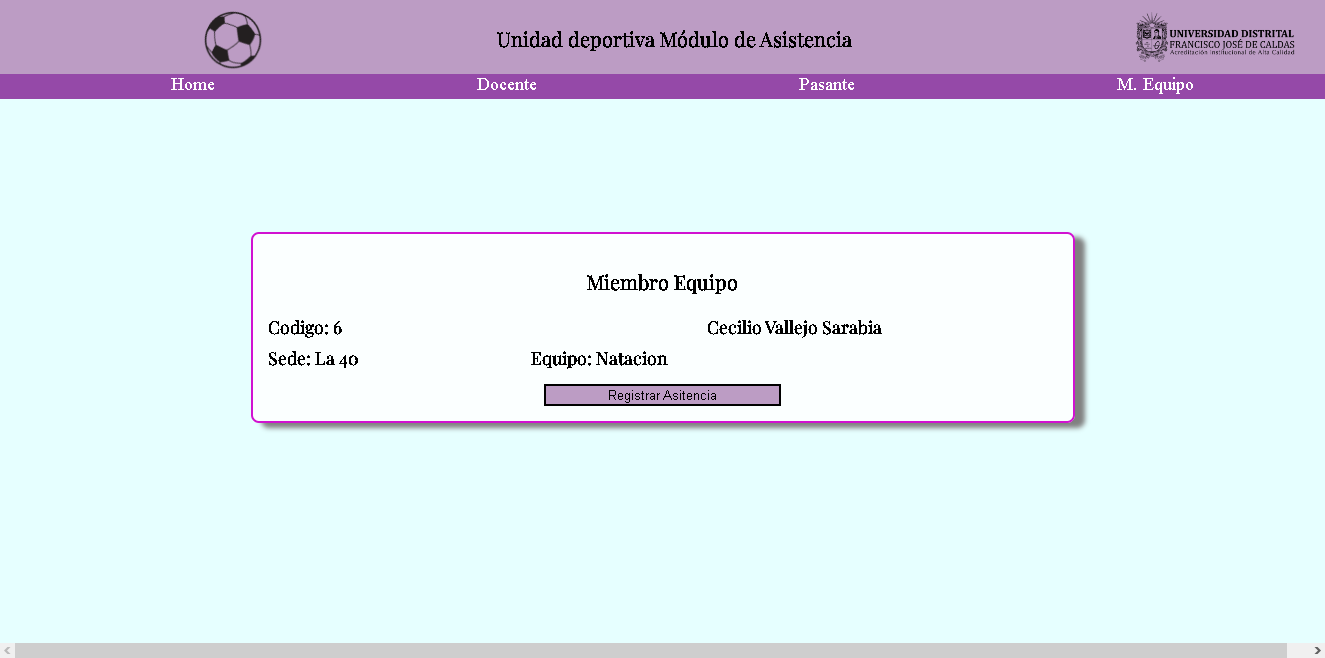 Unidad deportiva Módulo de Asistencia
UNIVERSIDAD DISTRITAL
FRANCISCO JOSÉ DE CALDAS
Acreditación Institucional de Alta Calidad
Home Docente Pasante M. Equipo
Miembro Equipo
Codigo: 6 Cecilio Vallejo Sarabia
Sede: La 40 Equipo: Natacion
Registrar Asitencia